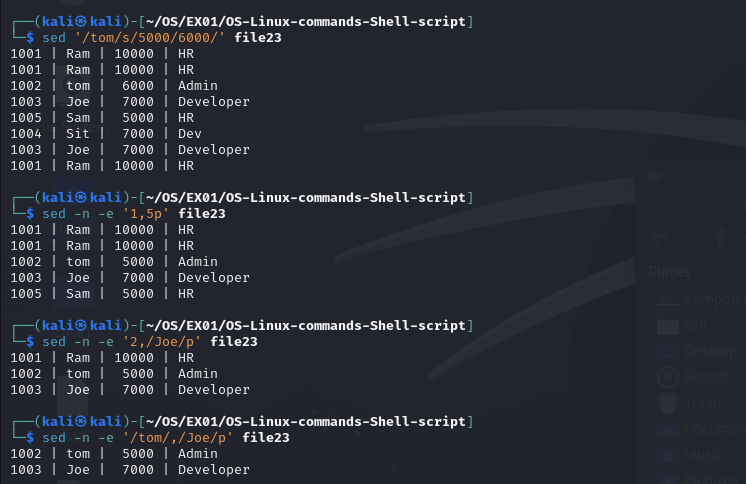 ┌──(kali㉿kali)-[~/OS/EX01/OS-Linux-commands-Shell-script]
└─$ sed '/tom/s/5000/6000/' file23
1001 | Ram | 10000 | HR
1001 | Ram | 10000 | HR
1002 | tom |  6000 | Admin
1003 | Joe |  7000 | Developer
1005 | Sam |  5000 | HR
1004 | Sit |  7000 | Dev
1003 | Joe |  7000 | Developer
1001 | Ram | 10000 | HR
┌──(kali㉿kali)-[~/OS/EX01/OS-Linux-commands-Shell-script]
└─$ sed -n -e '1,5p' file23
1001 | Ram | 10000 | HR
1001 | Ram | 10000 | HR
1002 | tom |  5000 | Admin
1003 | Joe |  7000 | Developer
1005 | Sam |  5000 | HR
┌──(kali㉿kali)-[~/OS/EX01/OS-Linux-commands-Shell-script]
└─$ sed -n -e '2,/Joe/p' file23
1001 | Ram | 10000 | HR
1002 | tom |  5000 | Admin
1003 | Joe |  7000 | Developer
┌──(kali㉿kali)-[~/OS/EX01/OS-Linux-commands-Shell-script]
└─$ sed -n -e '/tom/,/Joe/p' file23
1002 | tom |  5000 | Admin
1003 | Joe |  7000 | Developer
File Edit
Places
Compute
kali
Desktop
Recent
Trash
Documen
Musi